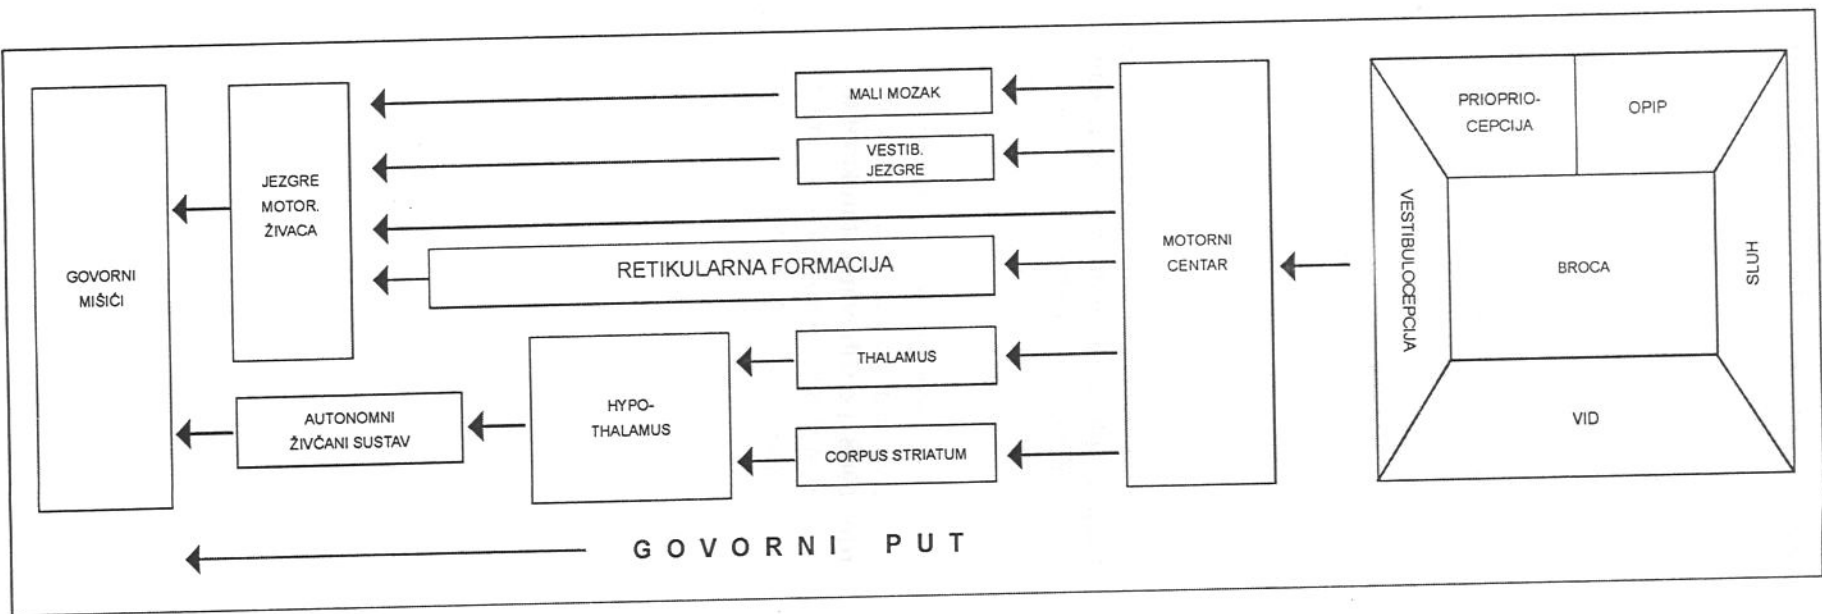 GOVORNI
MIŠIĆI
JEZGRE
MOTOR.
ŽIVACA
AUTONOMNI
ŽIVČANI SUSTAV
HYPO-
THALAMUS
MALI MOZAK
VESTIB.
JEZGRE
RETIKULARNA FORMACIJA
THALAMUS
CORPUS STRIATUM
MOTORNI
CENTAR
PRIOPRIO-
CEPCIJA
OPIP
VESTIBULOCEPCIJA
BROCA
SLUH
VID
GOVORNI PUT